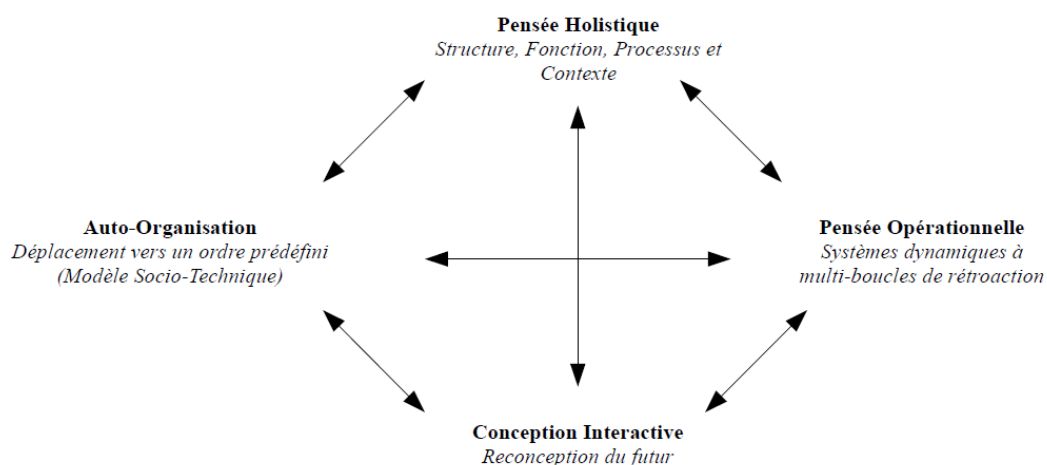 Pensée Holistique
Structure, Fonction, Processus et
Contexte
Auto-Organisation
Déplacement vers un ordre prédéfini
(Modèle Socio-Technique)
Pensée Opérationnelle
Systèmes dynamiques à
multi-boucles de rétroaction
Conception Interactive
Reconception du futur